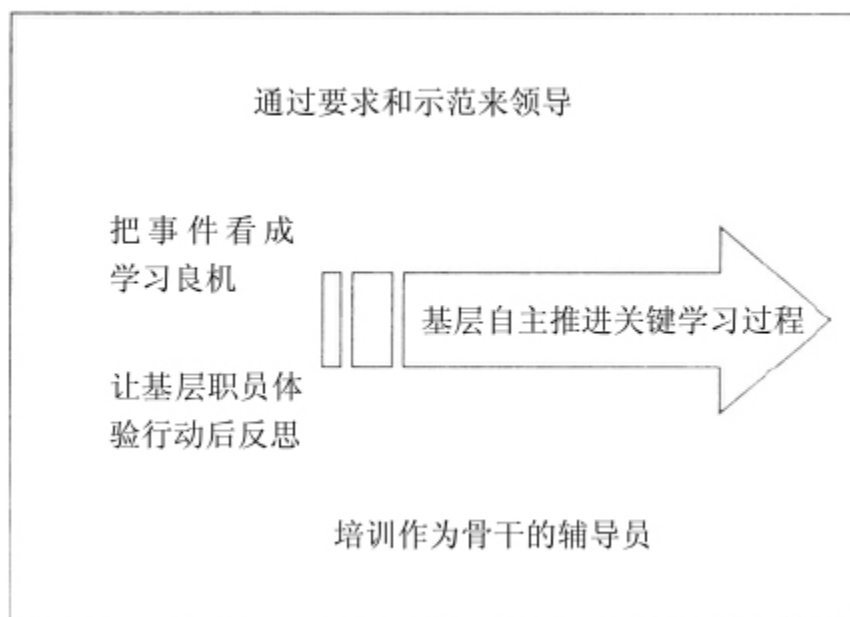 通过要求和示范来领导
把事件看成
学习良机
基层自主推进关键学习过程
让基层职员体
验行动后反思
培训作为骨干的辅导员